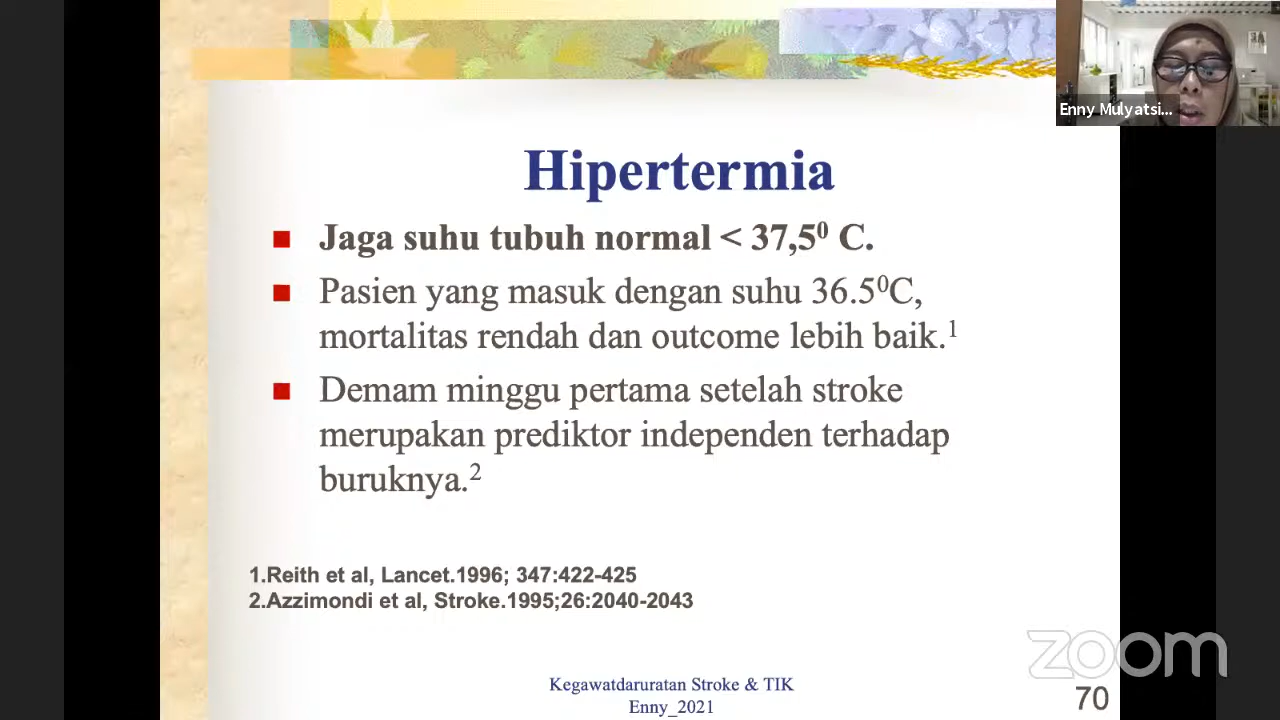 Enny Mulyatsi...
Hipertermia
Jaga suhu tubuh normal < 37,5⁰ C.
Pasien yang masuk dengan suhu 36.5⁰C,
mortalitas rendah dan outcome lebih baik.¹
Demam minggu pertama setelah stroke
merupakan prediktor independen terhadap
buruknya.²
1.Reith et al, Lancet.1996; 347:422-425
2.Azzimondi et al, Stroke.1995;26:2040-2043
Kegawatdaruratan Stroke & TIK
Enny_2021
zoom
70